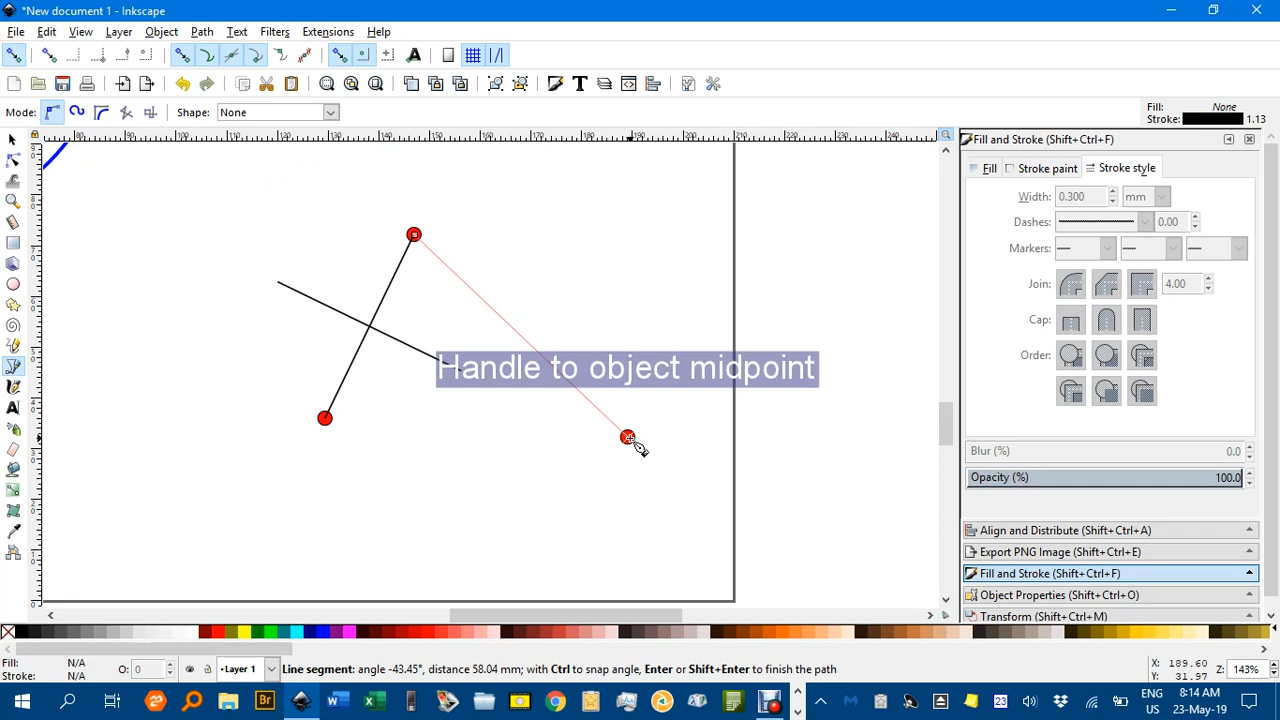 *New document 1 - Inkscape
File Edit View Layer Object Path Text Filters Extensions Help
Mode: Shape: None
Fill: None
Stroke: 1.13
Fill and Stroke (Shift+Ctrl+F)
Fill Stroke paint Stroke style
Width: 0.300 mm
Dashes: 0.00
Markers:
Join: 4.00
Cap:
Order:
Handle to object midpoint
Blur (%) 0.0
Opacity (%) 100.0
Align and Distribute (Shift+Ctrl+A)
Export PNG Image (Shift+Ctrl+E)
Fill and Stroke (Shift+Ctrl+F)
Object Properties (Shift+Ctrl+O)
Transform (Shift+Ctrl+M)
Fill: N/A
Stroke: N/A
O: 0
Layer 1
Line segment: angle -43.45°, distance 58.04 mm; with Ctrl to snap angle, Enter or Shift+Enter to finish the path
X: 189.60
Y: 31.97
Z: 143%
Br
23
ENG
US
8:14 AM
23-May-19